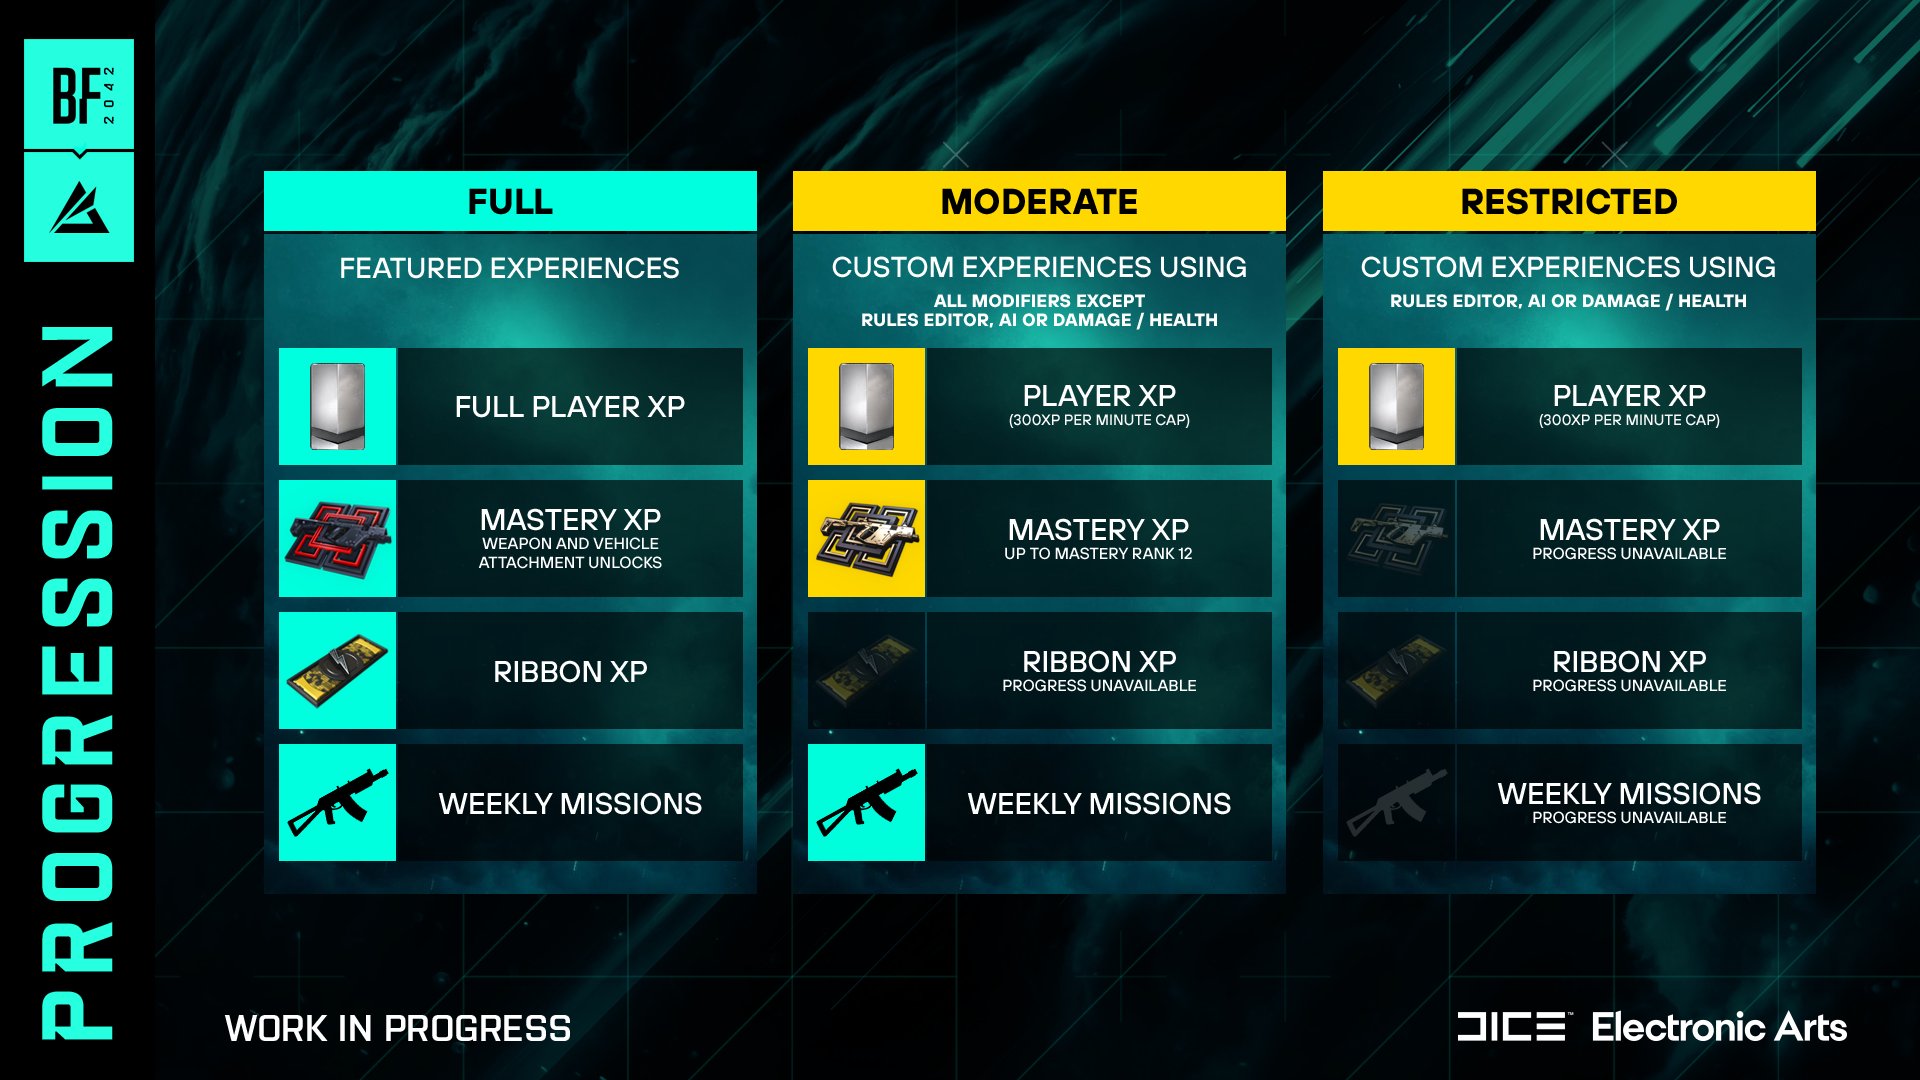 BF
2042
PROGRESSION
FULL
FEATURED EXPERIENCES
FULL PLAYER XP
MASTERY XP
WEAPON AND VEHICLE
ATTACHMENT UNLOCKS
RIBBON XP
WEEKLY MISSIONS
MODERATE
CUSTOM EXPERIENCES USING
ALL MODIFIERS EXCEPT
RULES EDITOR, AI OR DAMAGE / HEALTH
PLAYER XP
(300XP PER MINUTE CAP)
MASTERY XP
UP TO MASTERY RANK 12
RIBBON XP
PROGRESS UNAVAILABLE
WEEKLY MISSIONS
RESTRICTED
CUSTOM EXPERIENCES USING
RULES EDITOR, AI OR DAMAGE / HEALTH
PLAYER XP
(300XP PER MINUTE CAP)
MASTERY XP
PROGRESS UNAVAILABLE
RIBBON XP
PROGRESS UNAVAILABLE
WEEKLY MISSIONS
PROGRESS UNAVAILABLE
WORK IN PROGRESS
DICE™ Electronic Arts